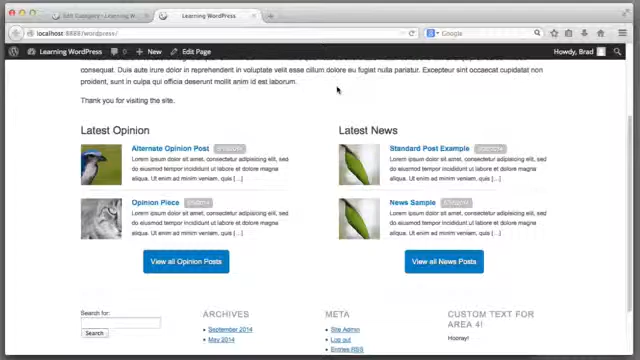 Edit Category ‹ Learning W...
Learning WordPress
localhost:8888/wordpress/
Google
Learning WordPress 0 + New Edit Page
Howdy, Brad
consequat. Duis aute irure dolor in reprehenderit in voluptate velit esse cillum dolore eu fugiat nulla pariatur. Excepteur sint occaecat cupidatat non
proident, sunt in culpa qui officia deserunt mollit anim id est laborum.
Thank you for visiting the site.
Latest Opinion
Alternate Opinion Post
Lorem ipsum dolor sit amet, consectetur adipisicing elit, sed
do eiusmod tempor incididunt ut labore et dolore magna
aliqua. Ut enim ad minim veniam, quis [...]
Opinion Piece
Lorem ipsum dolor sit amet, consectetur adipisicing elit, sed
do eiusmod tempor incididunt ut labore et dolore magna
aliqua. Ut enim ad minim veniam, quis [...]
View all Opinion Posts
Latest News
Standard Post Example
Lorem ipsum dolor sit amet, consectetur adipisicing elit, sed
do eiusmod tempor incididunt ut labore et dolore magna
aliqua. Ut enim ad minim veniam, quis [...]
News Sample
Lorem ipsum dolor sit amet, consectetur adipisicing elit, sed
do eiusmod tempor incididunt ut labore et dolore magna
aliqua. Ut enim ad minim veniam, quis [...]
View all News Posts
Search for:
Search
ARCHIVES
September 2014
May 2014
META
Site Admin
Log out
Entries RSS
CUSTOM TEXT FOR
AREA 4!
Hooray!